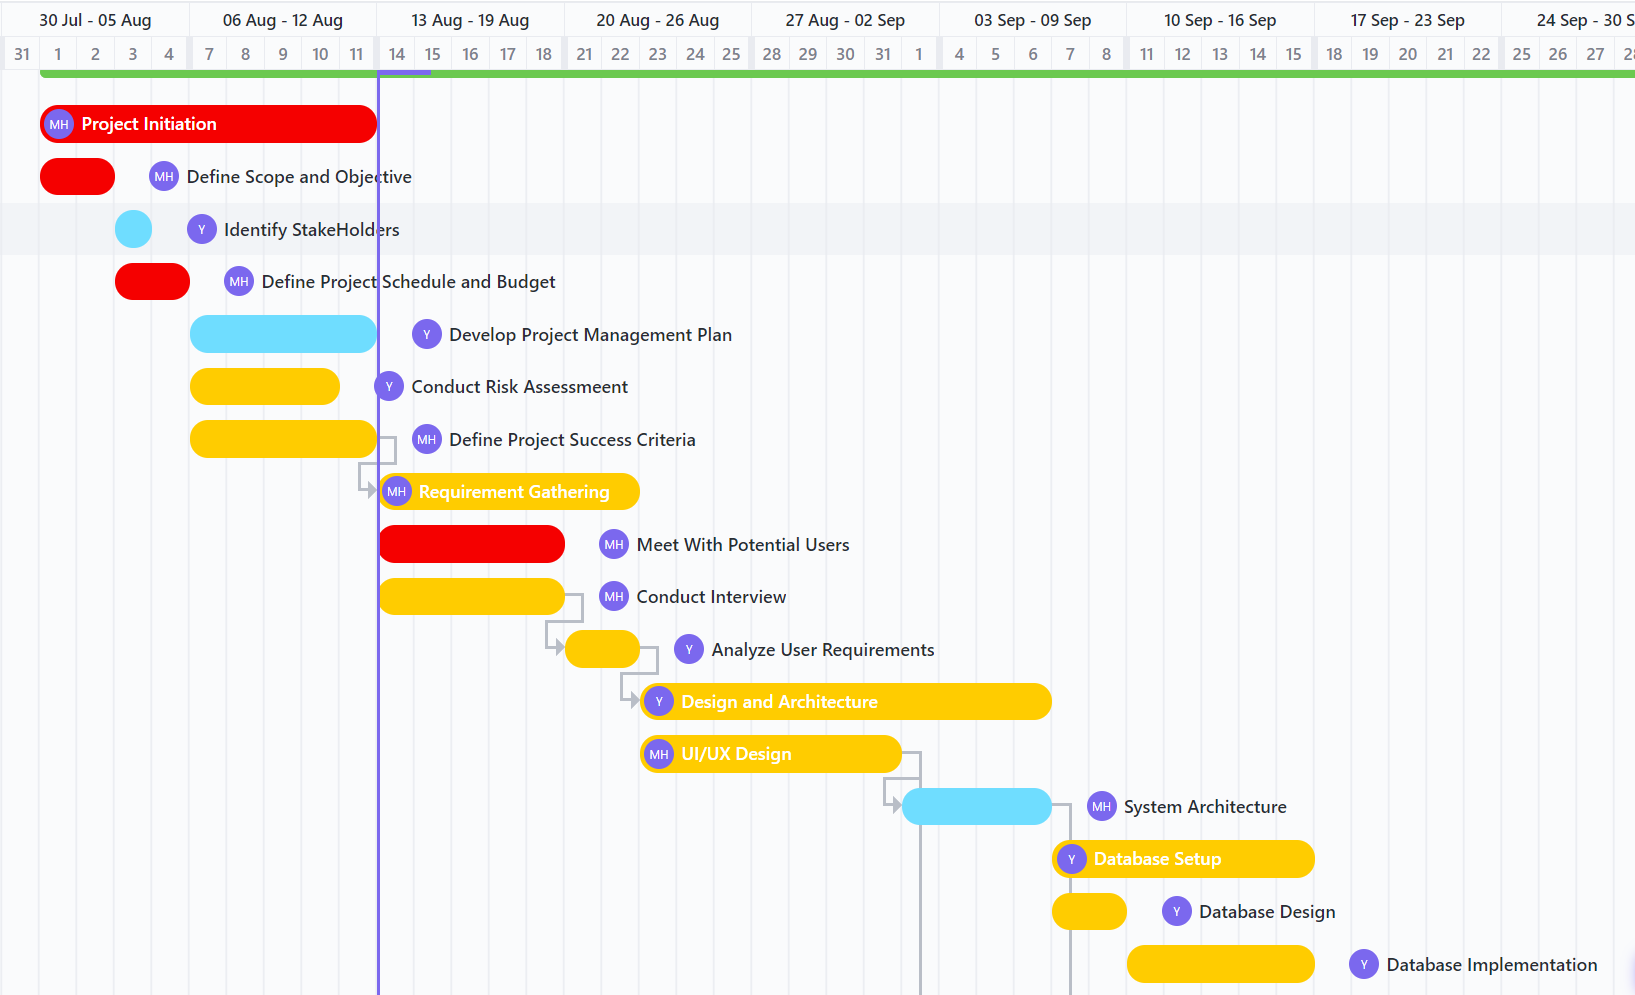 30 Jul - 05 Aug 06 Aug - 12 Aug 13 Aug - 19 Aug 20 Aug - 26 Aug 27 Aug - 02 Sep 03 Sep - 09 Sep 10 Sep - 16 Sep 17 Sep - 23 Sep 24 Sep - 30 S
31 1 2 3 4 7 8 9 10 11 14 15 16 17 18 21 22 23 24 25 28 29 30 31 1 4 5 6 7 8 11 12 13 14 15 18 19 20 21 22 25 26 27
MH Project Initiation
MH Define Scope and Objective
Y Identify StakeHolders
MH Define Project Schedule and Budget
Y Develop Project Management Plan
Y Conduct Risk Assessmeent
MH Define Project Success Criteria
MH Requirement Gathering
MH Meet With Potential Users
MH Conduct Interview
Y Analyze User Requirements
Y Design and Architecture
MH UI/UX Design
MH System Architecture
Y Database Setup
Y Database Design
Y Database Implementation